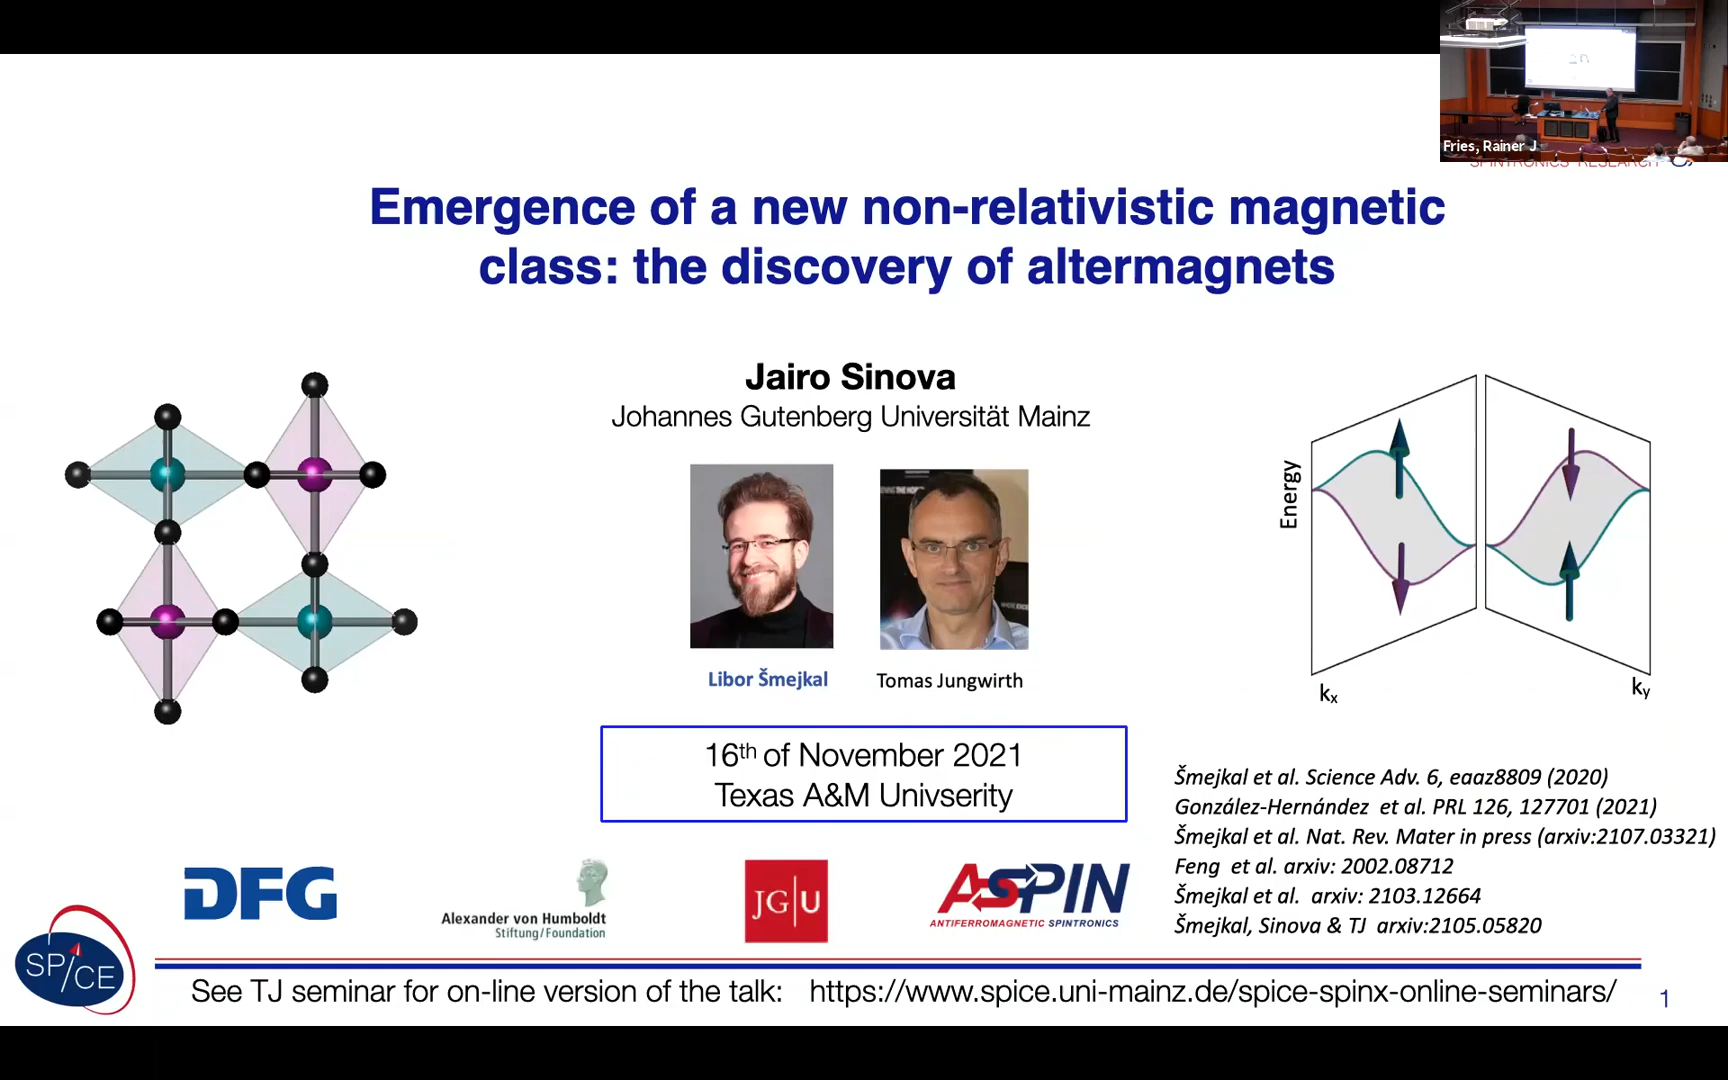 Fries, Rainer J
SPINTRONICS RESEARCH
Emergence of a new non-relativistic magnetic
class: the discovery of altermagnets
Jairo Sinova
Johannes Gutenberg Universität Mainz
Libor Šmejkal
Tomas Jungwirth
Energy
kx
ky
16th of November 2021
Texas A&M Univserity
Šmejkal et al. Science Adv. 6, eaaz8809 (2020)
González-Hernández et al. PRL 126, 127701 (2021)
Šmejkal et al. Nat. Rev. Mater in press (arxiv:2107.03321)
Feng et al. arxiv: 2002.08712
Šmejkal et al. arxiv: 2103.12664
Šmejkal, Sinova & TJ arxiv:2105.05820
DFG
Alexander von Humboldt
Stiftung/Foundation
JG|U
ASPIN
ANTIFERROMAGNETIC SPINTRONICS
SP/CE
See TJ seminar for on-line version of the talk: https://www.spice.uni-mainz.de/spice-spinx-online-seminars/
1